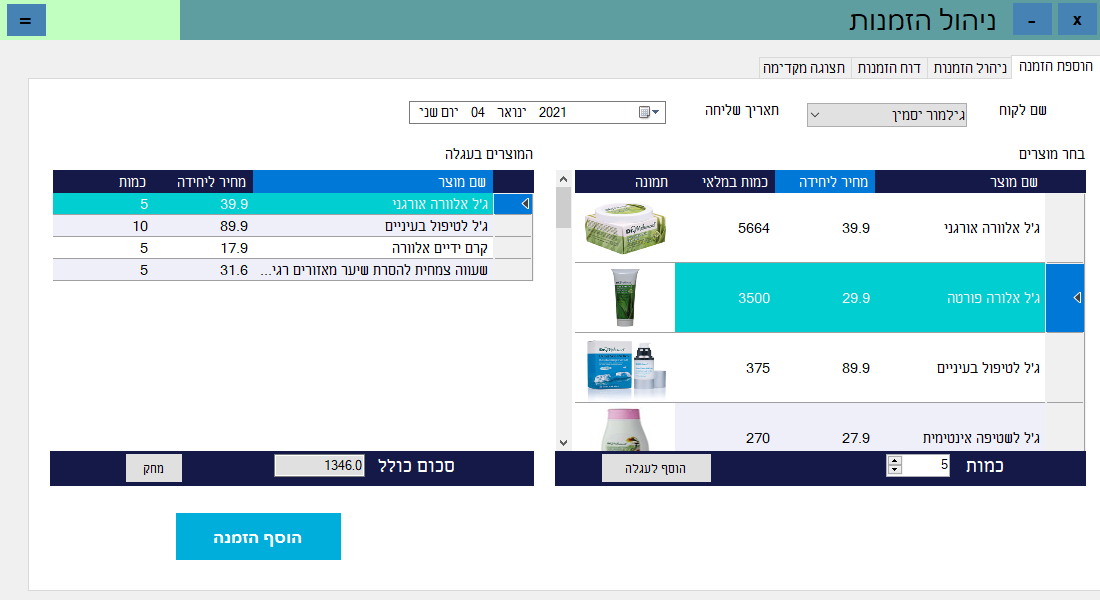 ניהול הזמנות
הוספת הזמנה
ניהול הזמנות
דוח הזמנות
תצוגה מקדימה
שם לקוח
גילמור יסמין
תאריך שליחה
יום שני 04 ינואר 2021
בחר מוצרים
שם מוצר מחיר ליחידה כמות במלאי תמונה
ג'ל אלוורה אורגני 39.9 5664
ג'ל אלורה פורטה 29.9 3500
ג'ל לטיפול בעיניים 89.9 375
ג'ל לשטיפה אינטימית 27.9 270
כמות 5
הוסף לעגלה
המוצרים בעגלה
שם מוצר מחיר ליחידה כמות
ג'ל אלוורה אורגני 39.9 5
ג'ל לטיפול בעיניים 89.9 10
קרם ידיים אלוורה 17.9 5
שעווה צמחית להסרת שיער מאזורים רגי... 31.6 5
סכום כולל 1346.0
מחק
הוסף הזמנה